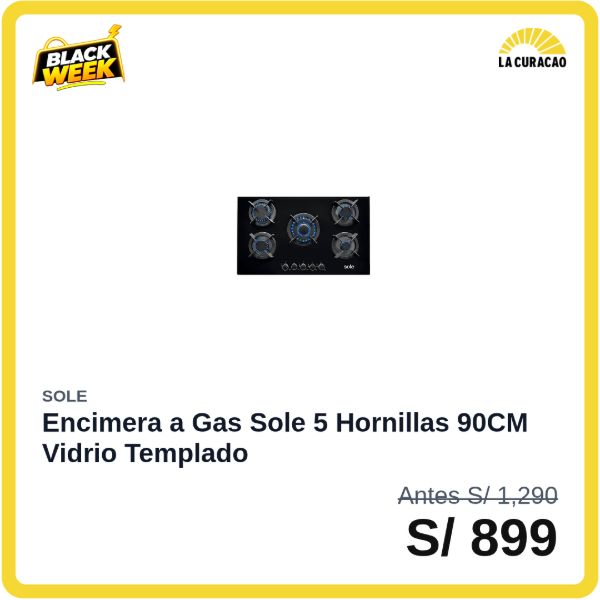 BLACK
WEEK
LA CURACAO
sole
SOLE
Encimera a Gas Sole 5 Hornillas 90CM
Vidrio Templado
Antes S/ 1,290
S/ 899